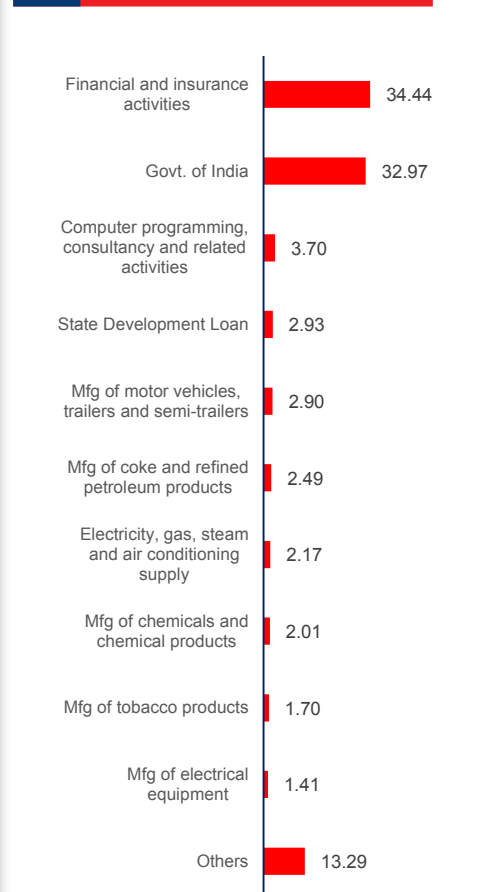 Financial and insurance
activities
34.44
Govt. of India
32.97
Computer programming,
consultancy and related
activities
3.70
State Development Loan
2.93
Mfg of motor vehicles,
trailers and semi-trailers
2.90
Mfg of coke and refined
petroleum products
2.49
Electricity, gas, steam
and air conditioning
supply
2.17
Mfg of chemicals and
chemical products
2.01
Mfg of tobacco products
1.70
Mfg of electrical
equipment
1.41
Others
13.29